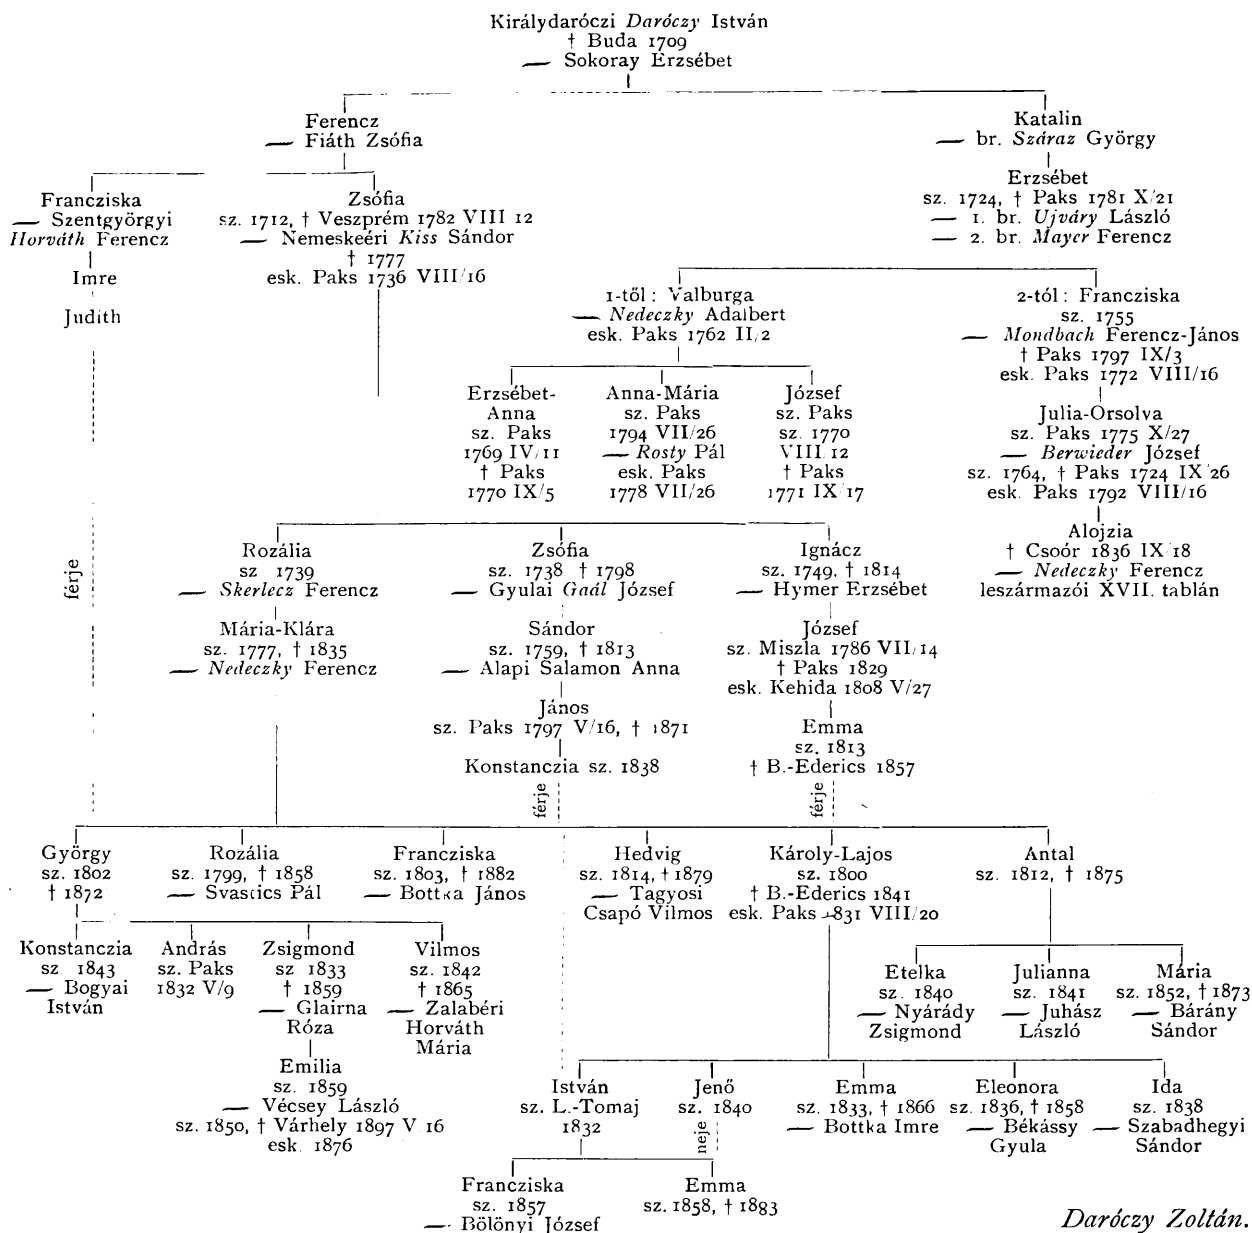 Királydaróczi Daróczy István
† Buda 1709
— Sokoray Erzsébet
Ferencz
— Fiáth Zsófia
Katalin
— br. Száraz György
Francziska
— Szentgyörgyi
Horváth Ferencz
Imre
Judith
férje
Zsófia
sz. 1712, † Veszprém 1782 VIII 12
— Nemeskeéri Kiss Sándor
† 1777
esk. Paks 1736 VIII/16
Erzsébet
sz. 1724, † Paks 1781 X/21
— 1. br. Ujváry László
— 2. br. Mayer Ferencz
1-től: Valburga
— Nedeczky Adalbert
esk. Paks 1762 II/2
2-tól: Francziska
sz. 1755
— Mondbach Ferencz-János
† Paks 1797 IX/3
esk. Paks 1772 VIII/16
Erzsébet-
Anna
sz. Paks
1769 IV/11
† Paks
1770 IX/5
Anna-Mária
sz. Paks
1794 VII/26
— Rosty Pál
esk. Paks
1778 VII/26
József
sz. Paks
sz. 1770
VIII 12
† Paks
1771 IX/17
Julia-Orsolva
sz. Paks 1775 X/27
— Berwieder József
sz. 1764, † Paks 1724 IX 26
esk. Paks 1792 VIII/16
Alojzia
† Csoór 1836 IX/18
— Nedeczky Ferencz
leszármazói XVII. tablán
Rozália
sz 1739
— Skerlecz Ferencz
Mária-Klára
sz. 1777, † 1835
— Nedeczky Ferencz
Zsófia
sz. 1738 † 1798
— Gyulai Gaál József
Sándor
sz. 1759, † 1813
— Alapi Salamon Anna
János
sz. Paks 1797 V/16, † 1871
Konstanczia sz. 1838
férje
Ignácz
sz. 1749, † 1814
— Hymer Erzsébet
József
sz. Miszla 1786 VII/14
† Paks 1829
esk. Kehida 1808 V/27
Emma
sz. 1813
† B.-Ederics 1857
férje
György
sz. 1802
† 1872
Rozália
sz. 1799, † 1858
— Svastics Pál
Francziska
sz. 1803, † 1882
— Bottka János
Hedvig
sz. 1814, † 1879
— Tagyosi
Csapó Vilmos
Károly-Lajos
sz. 1800
† B.-Ederics 1841
esk. Paks 1831 VIII/20
Antal
sz. 1812, † 1875
Konstanczia
sz 1843
— Bogyai
István
András
sz. Paks
1832 V/9
Zsigmond
sz. 1833
† 1859
— Glairna
Róza
Vilmos
sz. 1842
† 1865
— Zalabéri
Horváth
Mária
Emilia
sz. 1859
— Vécsey László
sz. 1850, † Várhely 1897 V 16
esk. 1876
Etelka
sz. 1840
— Nyárády
Zsigmond
Julianna
sz. 1841
— Juhász
László
Mária
sz. 1852, † 1873
— Bárány
Sándor
István
sz. L.-Tomaj
1832
Jenő
sz. 1840
neje
Emma
sz. 1833, † 1866
— Bottka Imre
Eleonora
sz. 1836, † 1858
— Békássy
Gyula
Ida
sz. 1838
— Szabadhegyi
Sándor
Francziska
sz. 1857
— Bölönyi József
Emma
sz. 1858, † 1883
Daróczy Zoltán.